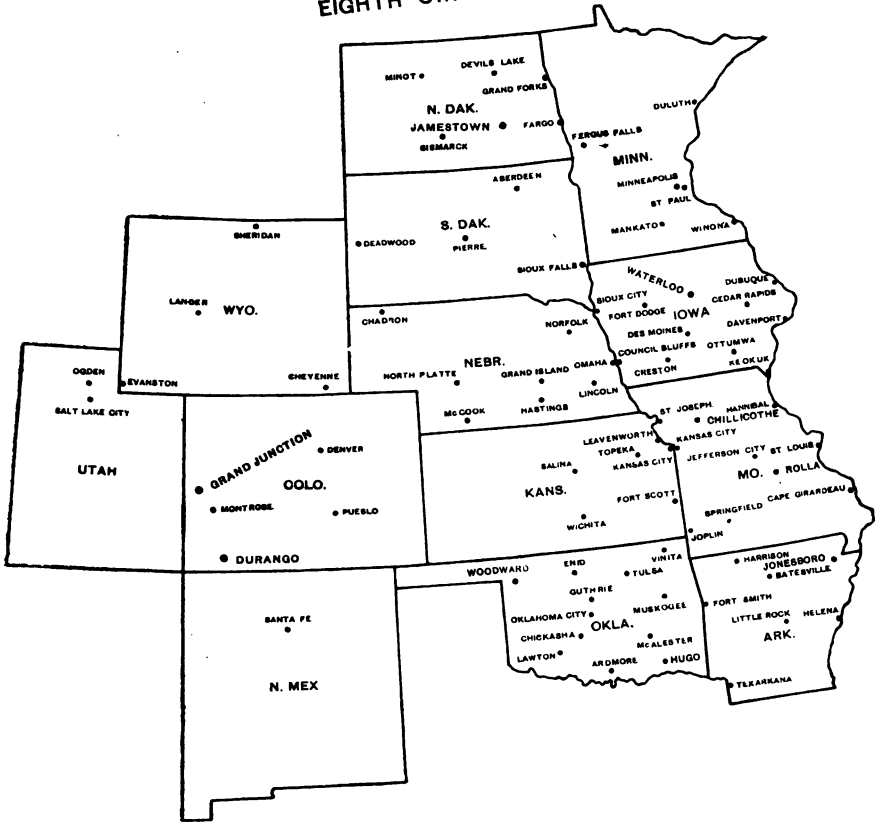 EIGHTH
MINOT
DEVILS LAKE
GRAND FORKS
N. DAK.
JAMESTOWN
FARGO
BISMARCK
DULUTH
FERGUS FALLS
MINN.
MINNEAPOLIS
ST PAUL
MANKATO
WINONA
ABERDEEN
S. DAK.
DEADWOOD
PIERRE
SIOUX FALLS
SHERIDAN
LANDER
WYO.
EVANSTON
CHEYENNE
WATERLOO
DUBUQUE
SIOUX CITY
CEDAR RAPIDS
FORT DODGE
IOWA
DAVENPORT
DES MOINES
COUNCIL BLUFFS
OTTUMWA
CRESTON
KEOKUK
CHADRON
NORFOLK
NEBR.
OMAHA
NORTH PLATTE
GRAND ISLAND
LINCOLN
McCOOK
HASTINGS
OGDEN
SALT LAKE CITY
UTAH
GRAND JUNCTION
DENVER
COLO.
MONTROSE
PUEBLO
DURANGO
ST JOSEPH
HANNIBAL
CHILLICOTHE
LEAVENWORTH
KANSAS CITY
TOPEKA
KANSAS CITY
JEFFERSON CITY
ST LOUIS
SALINA
KANS.
MO.
ROLLA
FORT SCOTT
CAPE GIRARDEAU
WICHITA
SPRINGFIELD
JOPLIN
WOODWARD
ENID
VINITA
TULSA
GUTHRIE
OKLAHOMA CITY
MUSKOGEE
CHICKASHA
OKLA.
LAWTON
McALESTER
ARDMORE
HUGO
HARRISON
JONESBORO
BATESVILLE
FORT SMITH
LITTLE ROCK
HELENA
ARK.
TEXARKANA
SANTA FE
N. MEX